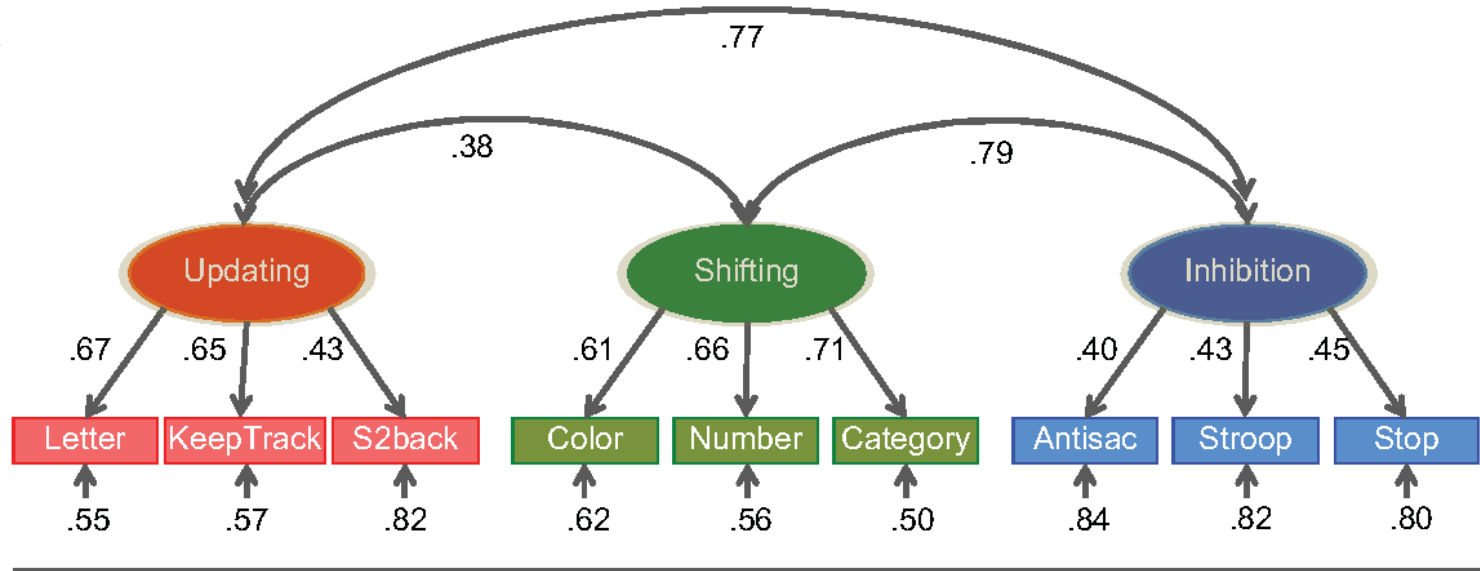 .77
.38 .79
Updating Shifting Inhibition
.67 .65 .43 .61 .66 .71 .40 .43 .45
Letter KeepTrack S2back Color Number Category Antisac Stroop Stop
.55 .57 .82 .62 .56 .50 .84 .82 .80